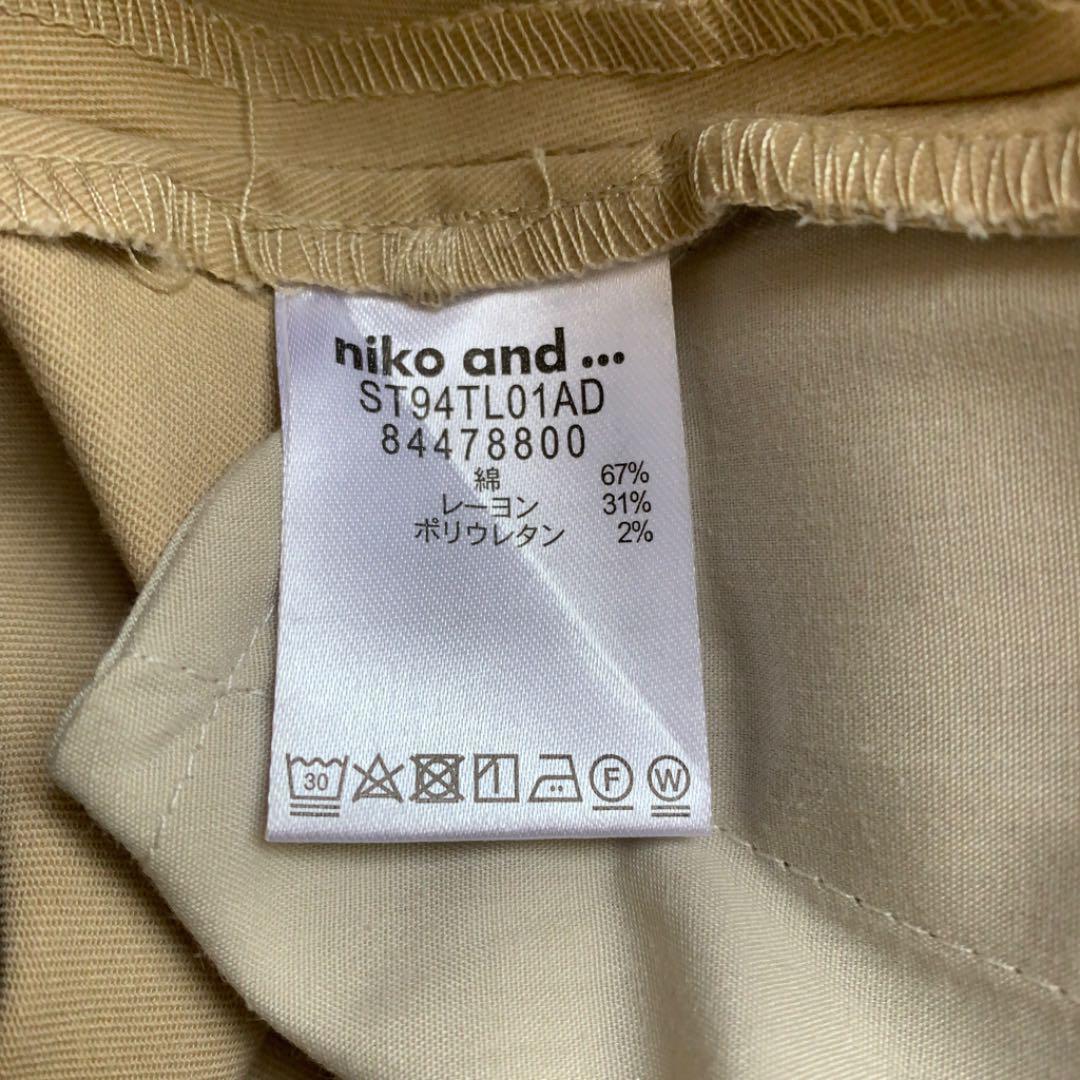 niko and ...
ST94TL01AD
84478800
綿 67%
レーヨン 31%
ポリウレタン 2%
30 F W